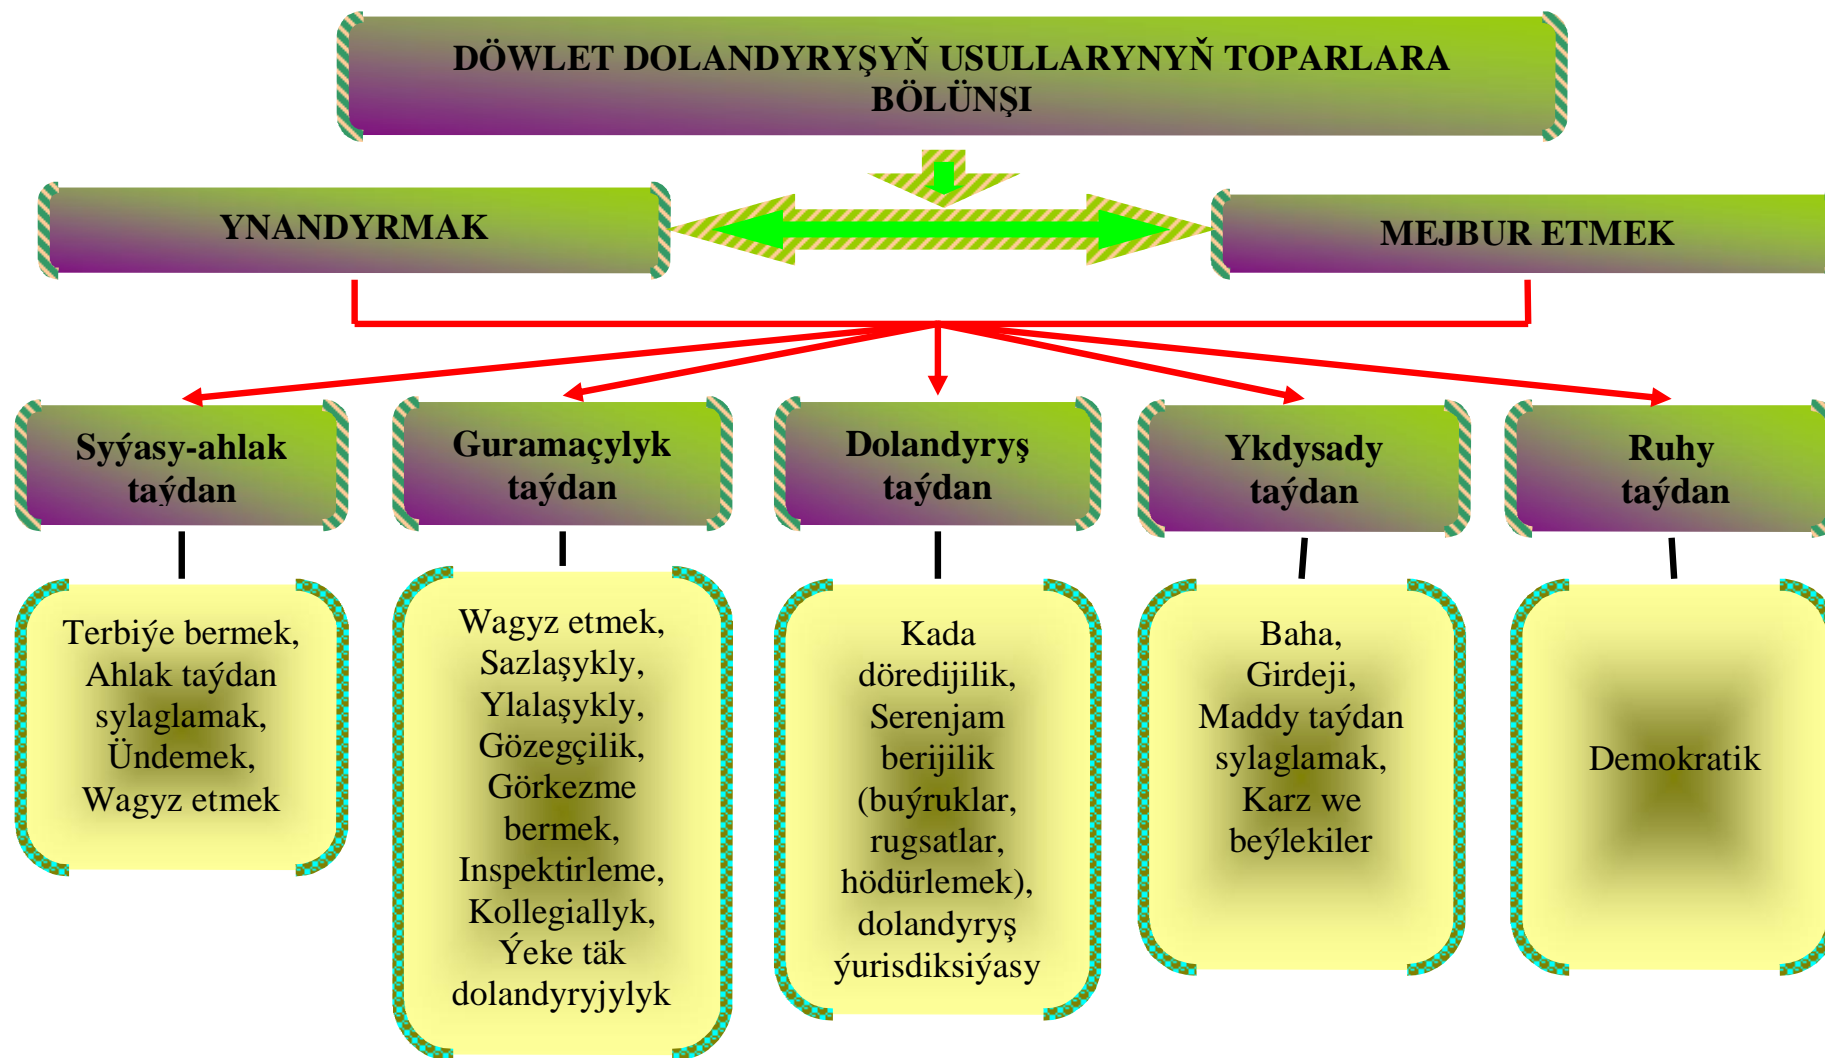 DÖWLET DOLANDYRYŞYŇ USULLARYNYŇ TOPARLARA
BÖLÜNŞI
YNANDYRMAK
MEJBUR ETMEK
Syýasy-ahlak
taýdan
Guramaçylyk
taýdan
Dolandyryş
taýdan
Ykdysady
taýdan
Ruhy
taýdan
Terbiýe bermek,
Ahlak taýdan
sylaglamak,
Ündemek,
Wagyz etmek
Wagyz etmek,
Sazlaşykly,
Ylalaşykly,
Gözegçilik,
Görkezme
bermek,
Inspektirleme,
Kollegiallyk,
Ýeke täk
dolandyryjylyk
Kada
döredijilik,
Serenjam
berijilik
(buýruklar,
rugsatlar,
hödürlemek),
dolandyryş
ýurisdiksiýasy
Baha,
Girdeji,
Maddy taýdan
sylaglamak,
Karz we
beýlekiler
Demokratik